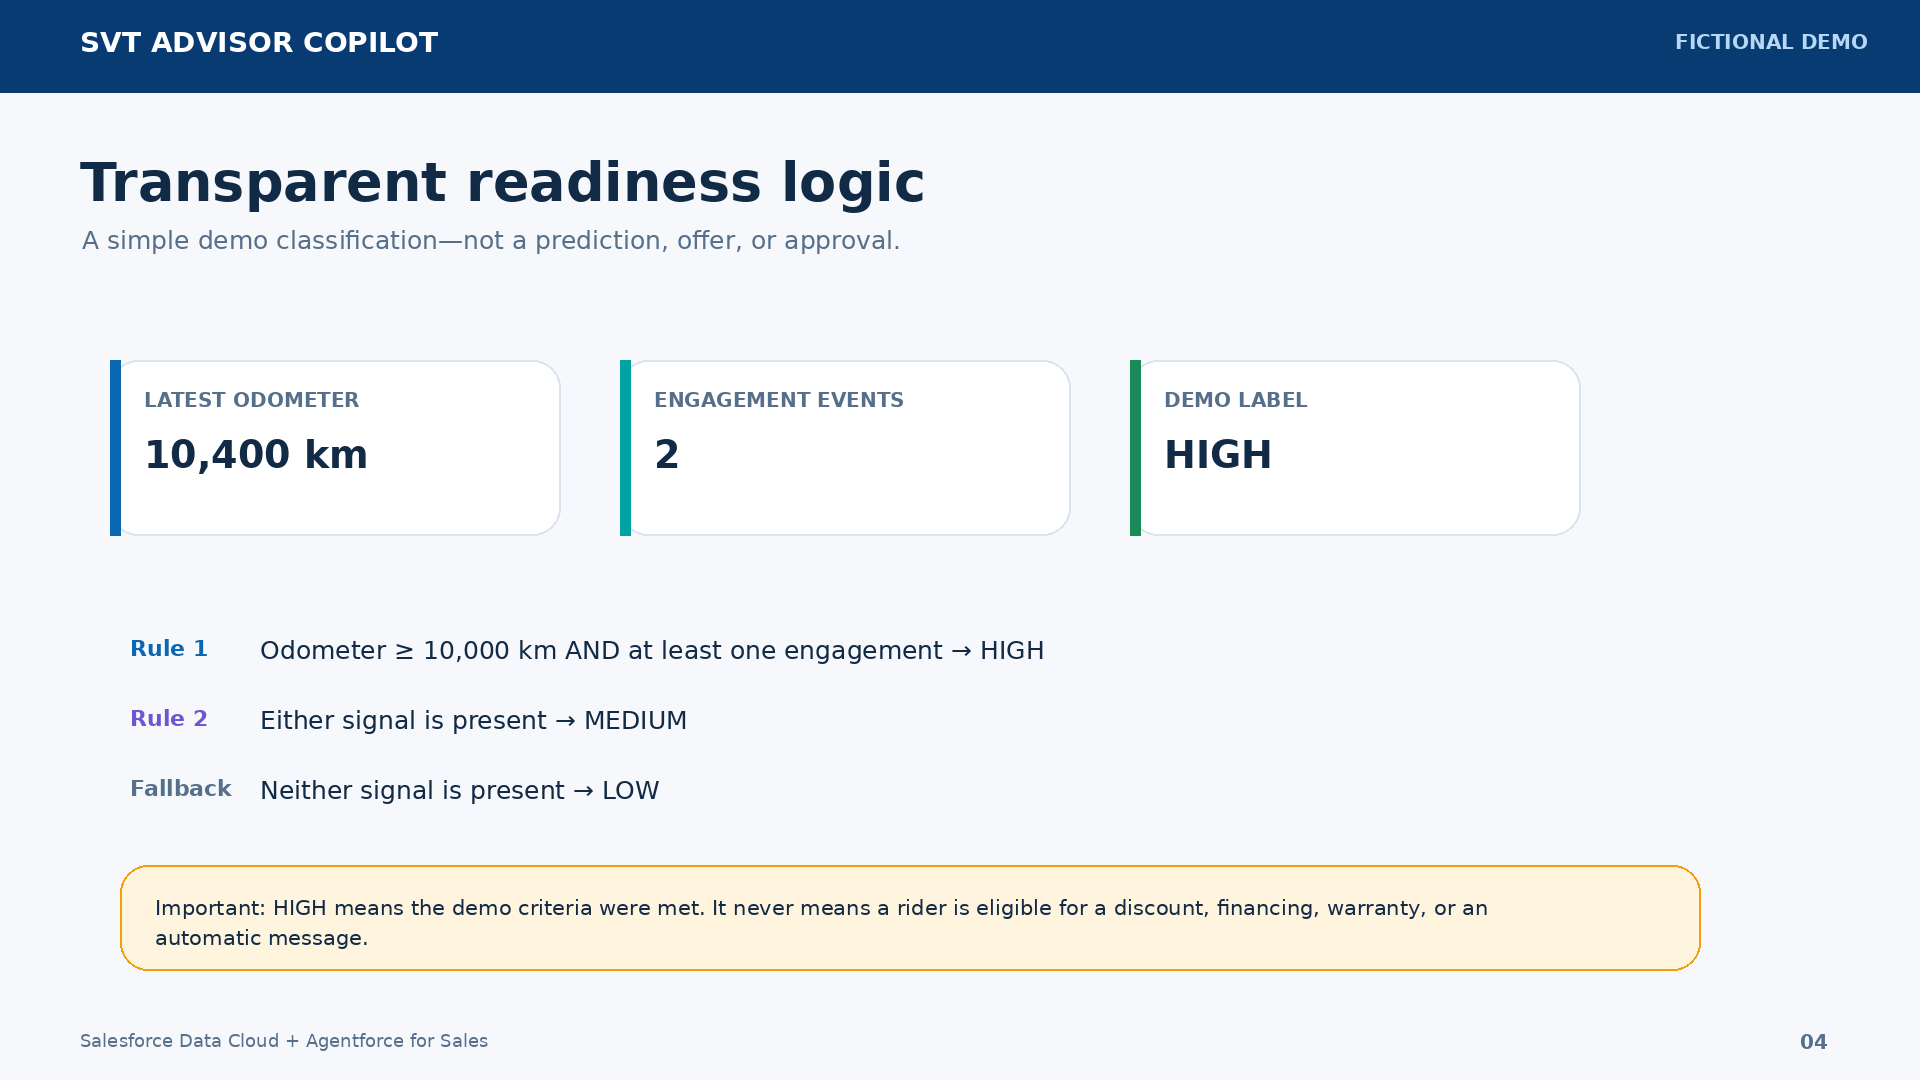 SVT ADVISOR COPILOT
FICTIONAL DEMO
Transparent readiness logic
A simple demo classification—not a prediction, offer, or approval.
LATEST ODOMETER
10,400 km
ENGAGEMENT EVENTS
2
DEMO LABEL
HIGH
Rule 1 Odometer ≥ 10,000 km AND at least one engagement → HIGH
Rule 2 Either signal is present → MEDIUM
Fallback Neither signal is present → LOW
Important: HIGH means the demo criteria were met. It never means a rider is eligible for a discount, financing, warranty, or an
automatic message.
Salesforce Data Cloud + Agentforce for Sales
04